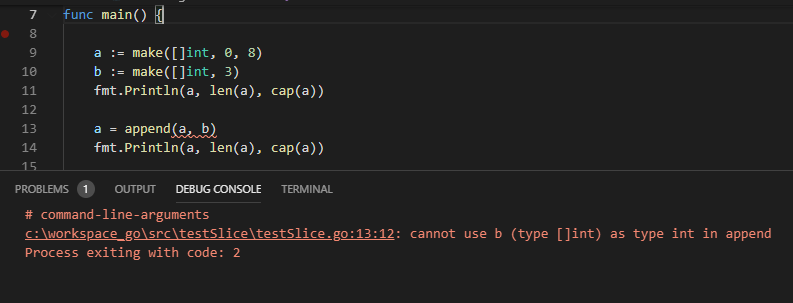 7 func main() {
8
9 a := make([]int, 0, 8)
10 b := make([]int, 3)
11 fmt.Println(a, len(a), cap(a))
12
13 a = append(a, b)
14 fmt.Println(a, len(a), cap(a))
15
PROBLEMS 1 OUTPUT DEBUG CONSOLE TERMINAL
# command-line-arguments
c:\workspace_go\src\testSlice\testSlice.go:13:12: cannot use b (type []int) as type int in append
Process exiting with code: 2